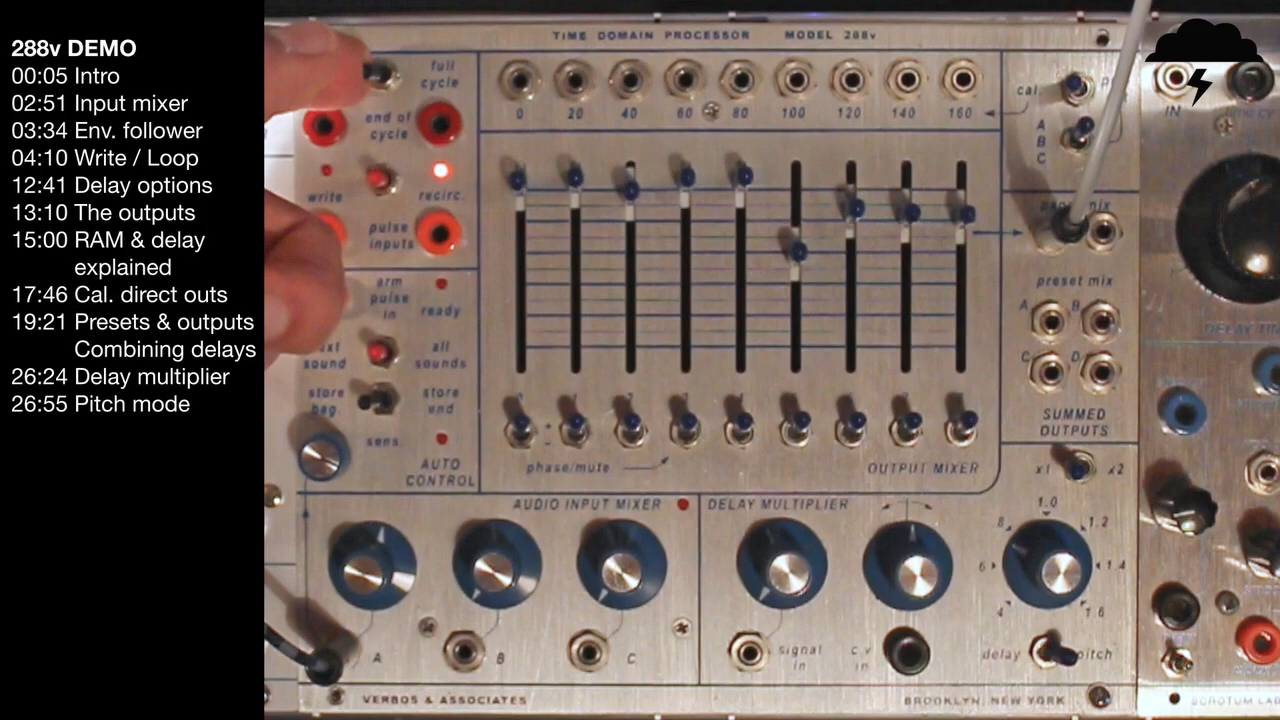 288v DEMO
00:05 Intro
02:51 Input mixer
03:34 Env. follower
04:10 Write / Loop
12:41 Delay options
13:10 The outputs
15:00 RAM & delay
explained
17:46 Cal. direct outs
19:21 Presets & outputs
Combining delays
26:24 Delay multiplier
26:55 Pitch mode
TIME DOMAIN PROCESSOR MODEL 288v
full
cycle
end of
cycle
write
recirc.
pulse
inputs
arm
pulse
in
ready
sound
all
sounds
store
beg.
store
end
sens.
AUTO
CONTROL
0 20 40 60 80 100 120 140 160
cal.
A
B
C
mix
preset mix
A B
C D
SUMMED
OUTPUTS
+
-
phase/mute
OUTPUT MIXER
x1 x2
AUDIO INPUT MIXER
DELAY MULTIPLIER
1.0
.8 1.2
6 1.4
4 1.6
A B C
signal
in
c.v
in
delay pitch
VERBOS & ASSOCIATES
BROOKLYN, NEW YORK
IN